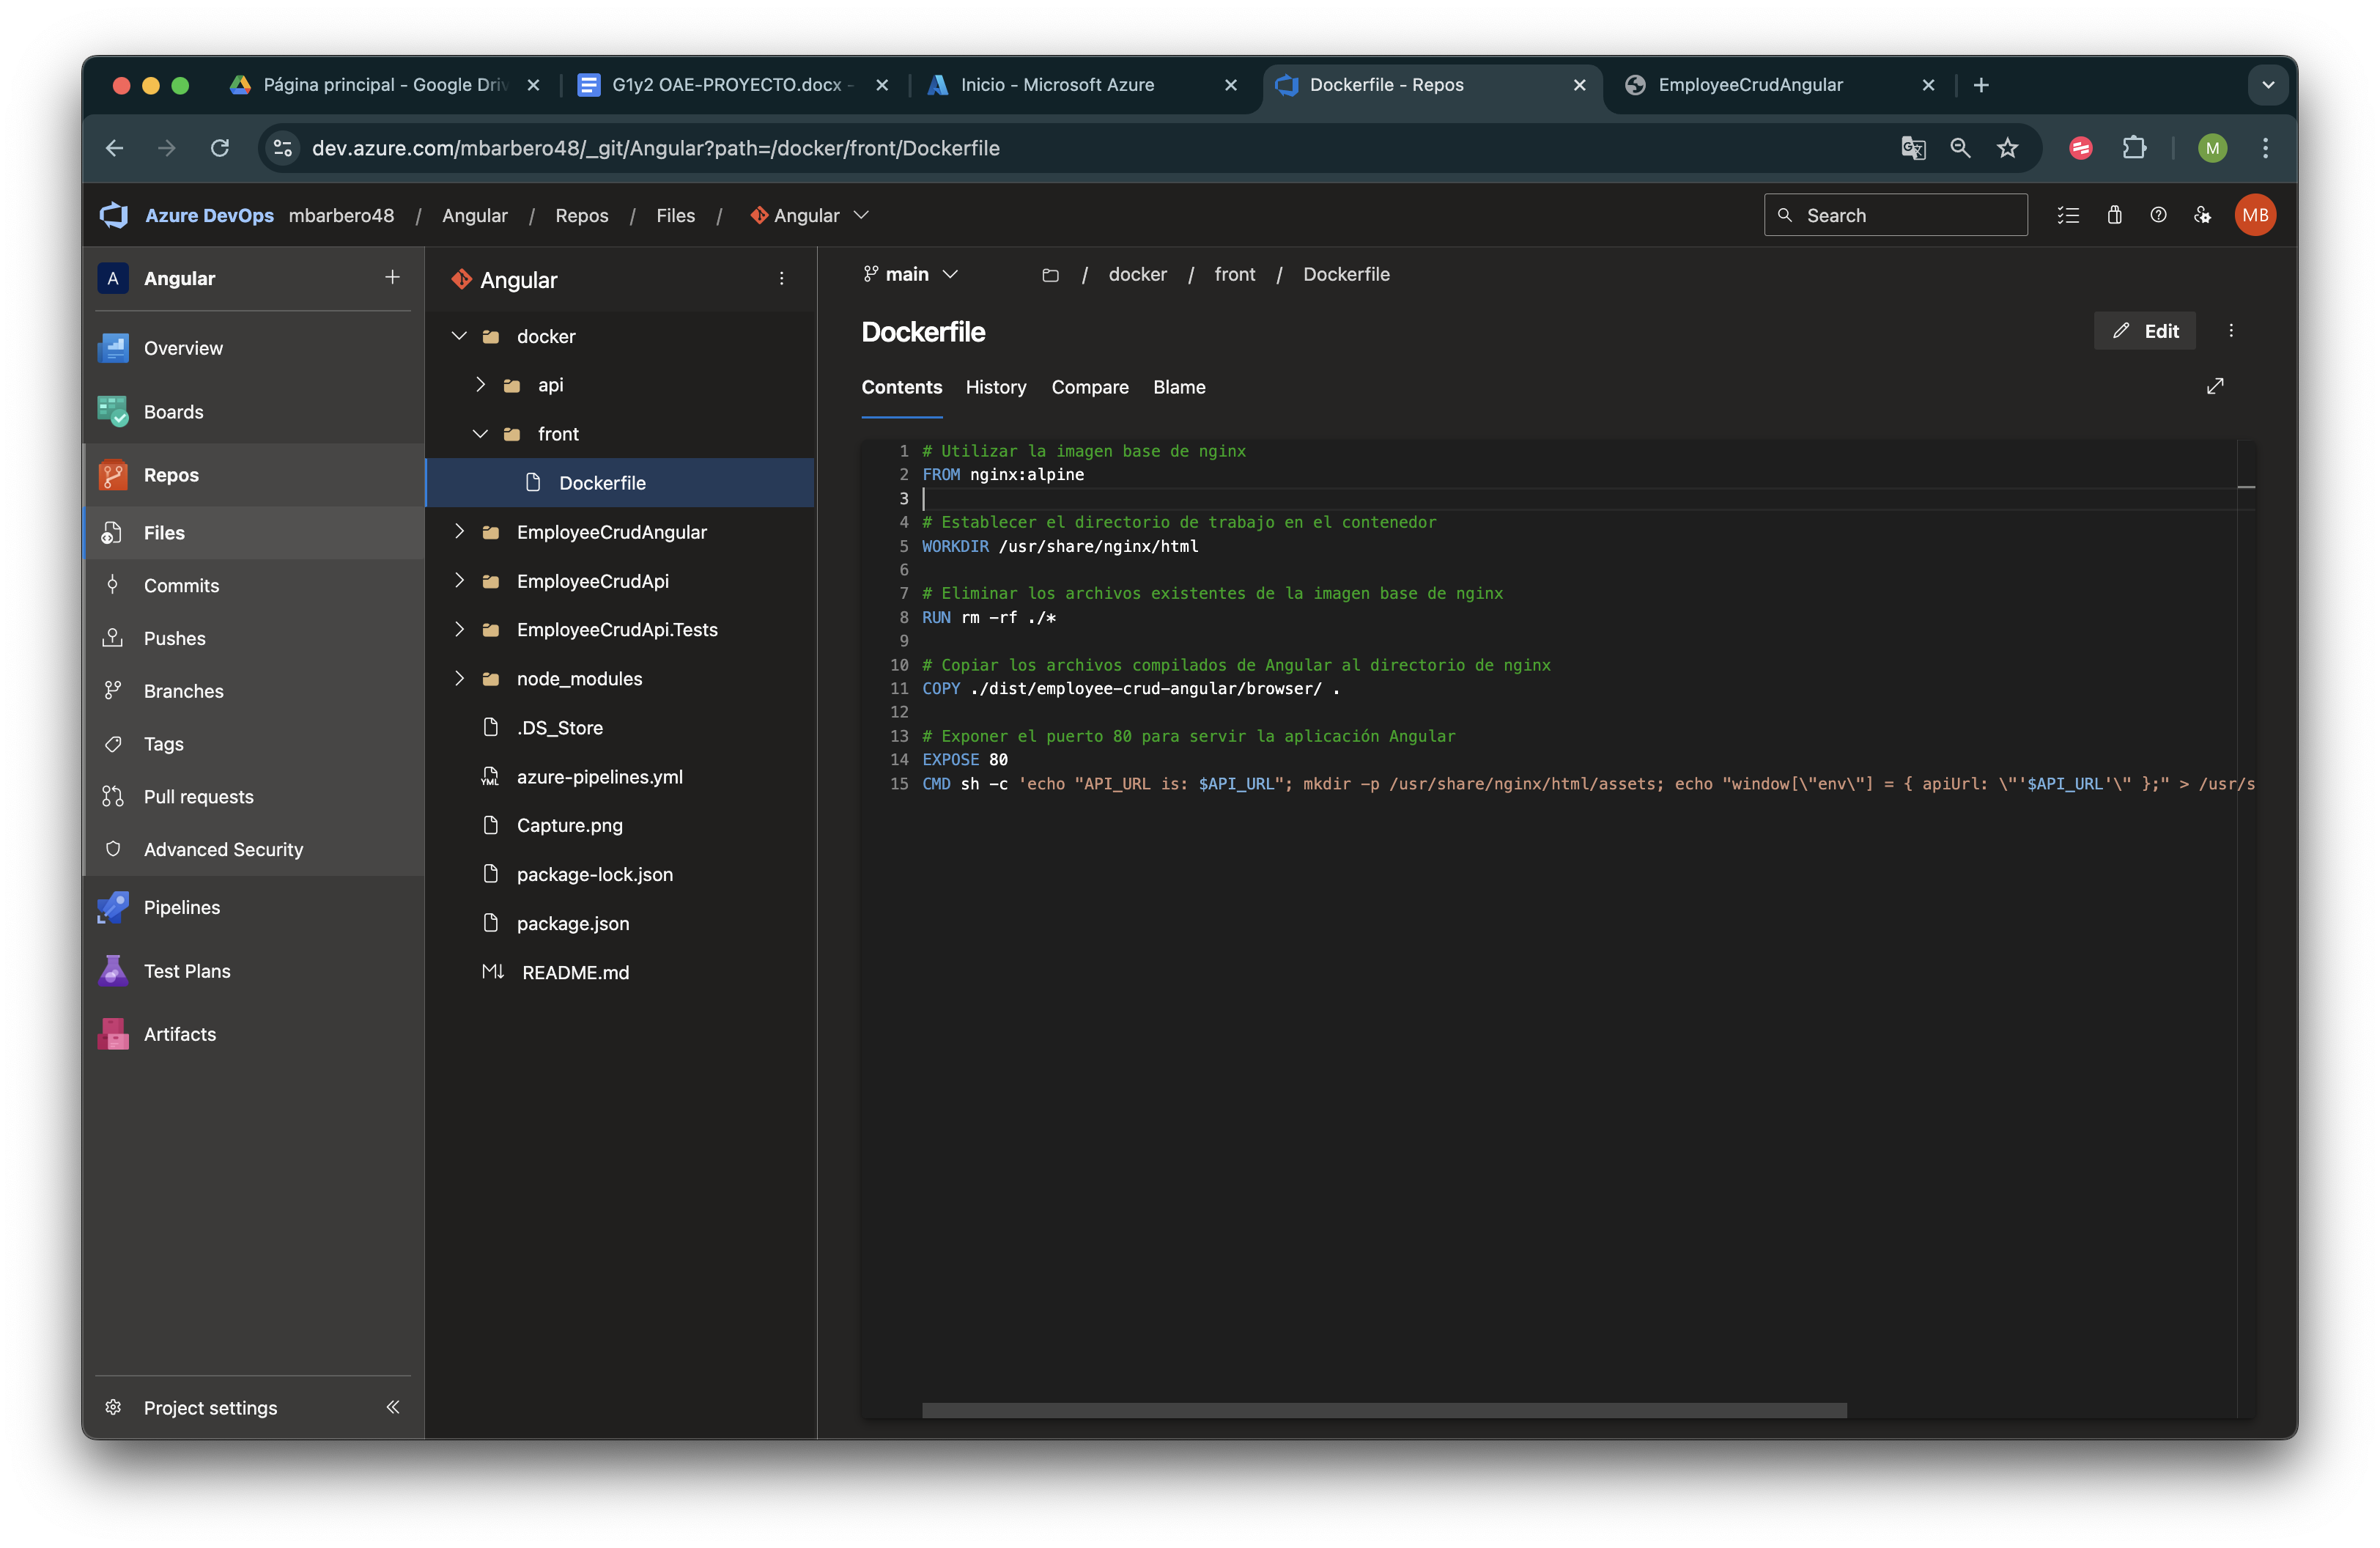 Página principal - Google Driv
G1y2 OAE-PROYECTO.docx -
Inicio - Microsoft Azure
Dockerfile - Repos
EmployeeCrudAngular
dev.azure.com/mbarbero48/_git/Angular?path=/docker/front/Dockerfile
M
Azure DevOps mbarbero48 / Angular / Repos / Files / Angular
Search
MB
A Angular
Overview
Boards
Repos
Files
Commits
Pushes
Branches
Tags
Pull requests
Advanced Security
Pipelines
Test Plans
Artifacts
Project settings
Angular
docker
api
front
Dockerfile
EmployeeCrudAngular
EmployeeCrudApi
EmployeeCrudApi.Tests
node_modules
.DS_Store
YML azure-pipelines.yml
Capture.png
package-lock.json
package.json
M↓ README.md
main / docker / front / Dockerfile
Dockerfile
Edit
Contents History Compare Blame
1 # Utilizar la imagen base de nginx
2 FROM nginx:alpine
3
4 # Establecer el directorio de trabajo en el contenedor
5 WORKDIR /usr/share/nginx/html
6
7 # Eliminar los archivos existentes de la imagen base de nginx
8 RUN rm -rf ./*
9
10 # Copiar los archivos compilados de Angular al directorio de nginx
11 COPY ./dist/employee-crud-angular/browser/ .
12
13 # Exponer el puerto 80 para servir la aplicación Angular
14 EXPOSE 80
15 CMD sh -c 'echo "API_URL is: $API_URL"; mkdir -p /usr/share/nginx/html/assets; echo "window[\"env\"] = { apiUrl: \"'$API_URL'\" };" > /usr/s